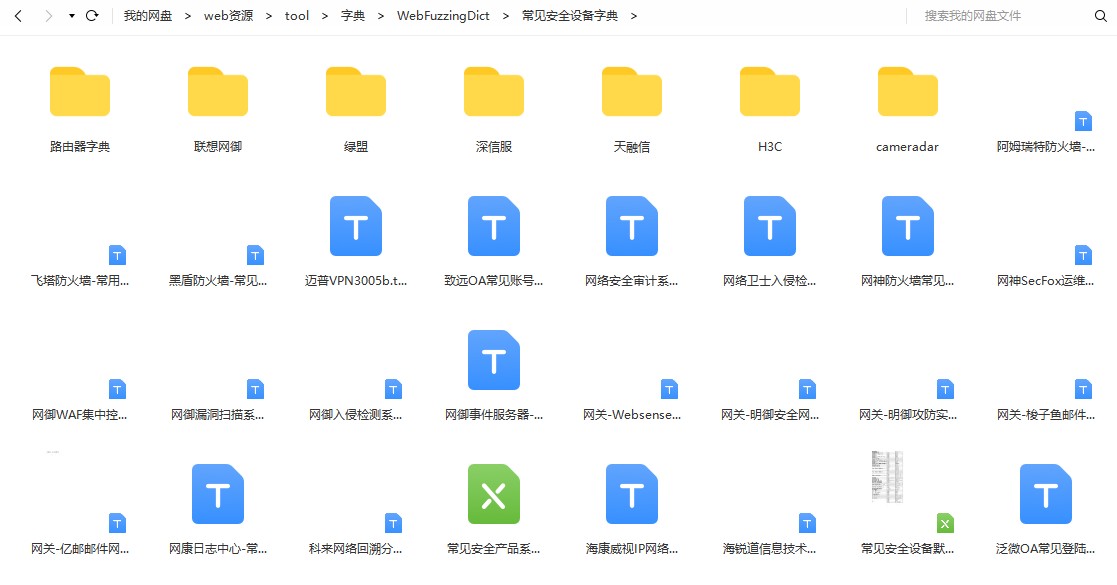 我的网盘 > web资源 > tool > 字典 > WebFuzzingDict > 常见安全设备字典 >
搜索我的网盘文件
路由器字典
联想网御
绿盟
深信服
天融信
H3C
cameradar
阿姆瑞特防火墙-...
飞塔防火墙-常用...
黑盾防火墙-常见...
迈普VPN3005b.t...
致远OA常见账号...
网络安全审计系...
网络卫士入侵检...
网神防火墙常见...
网神SecFox运维...
网御WAF集中控...
网御漏洞扫描系...
网御入侵检测系...
网御事件服务器-...
网关-Websense...
网关-明御安全网...
网关-明御攻防实...
网关-梭子鱼邮件...
网关-亿邮邮件网...
网康日志中心-常...
科来网络回溯分...
常见安全产品系...
海康威视IP网络...
海锐道信息技术...
常见安全设备默...
泛微OA常见登陆...